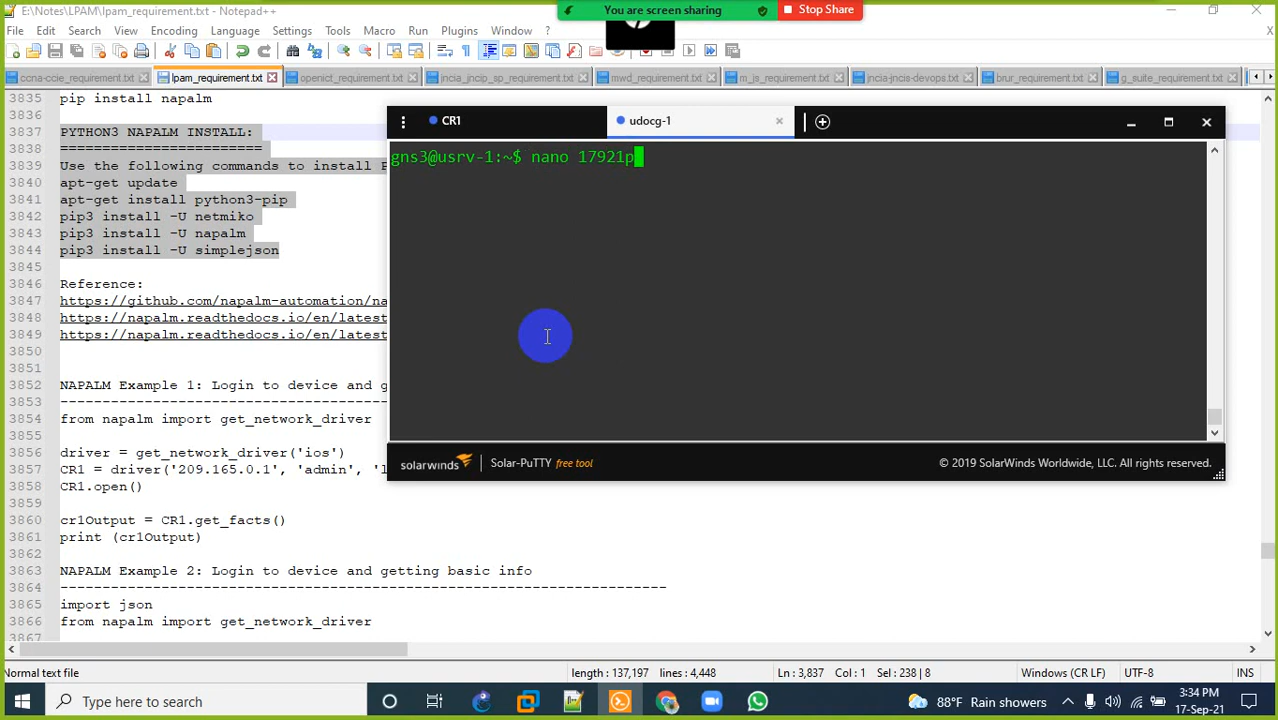 E:\Notes\LPAM\lpam_requirement.txt - Notepad++
You are screen sharing
Stop Share
File Edit Search View Encoding Language Settings Tools Macro Run Plugins Window ?
X
ccna-ccie_requirement.txt lpam_requirement.txt openict_requirement.txt jncia_jncip_sp_requirement.txt mwd_requirement.txt m_js_requirement.txt jncia-jncis-devops.txt brur_requirement.txt g_suite_requirement.txt
3835 pip install napalm
3836
3837 PYTHON3 NAPALM INSTALL:
3838 ========================
3839 Use the following commands to install P
3840 apt-get update
3841 apt-get install python3-pip
3842 pip3 install -U netmiko
3843 pip3 install -U napalm
3844 pip3 install -U simplejson
3845
3846 Reference:
3847 https://github.com/napalm-automation/na
3848 https://napalm.readthedocs.io/en/latest
3849 https://napalm.readthedocs.io/en/latest
3850
3851
3852 NAPALM Example 1: Login to device and g
3853 ---------------------------------------
3854 from napalm import get_network_driver
3855
3856 driver = get_network_driver('ios')
3857 CR1 = driver('209.165.0.1', 'admin', 'l
3858 CR1.open()
3859
3860 cr1Output = CR1.get_facts()
3861 print (cr1Output)
3862
3863 NAPALM Example 2: Login to device and getting basic info
3864 ----------------------------------------------------------------
3865 import json
3866 from napalm import get_network_driver
3867
CR1 udocg-1
gns3@usrv-1:~$ nano 17921p
solarwinds Solar-PuTTY free tool © 2019 SolarWinds Worldwide, LLC. All rights reserved.
Normal text file length : 137,197 lines : 4,448 Ln : 3,837 Col : 1 Sel : 238 | 8 Windows (CR LF) UTF-8 INS
Type here to search 88°F Rain showers 3:34 PM
17-Sep-21